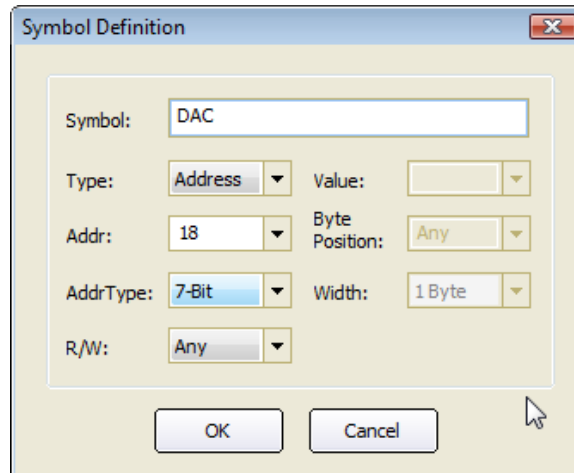 Symbol Definition
Symbol: DAC
Type: Address Value:
Addr: 18 Byte Position: Any
AddrType: 7-Bit Width: 1 Byte
R/W: Any
OK Cancel